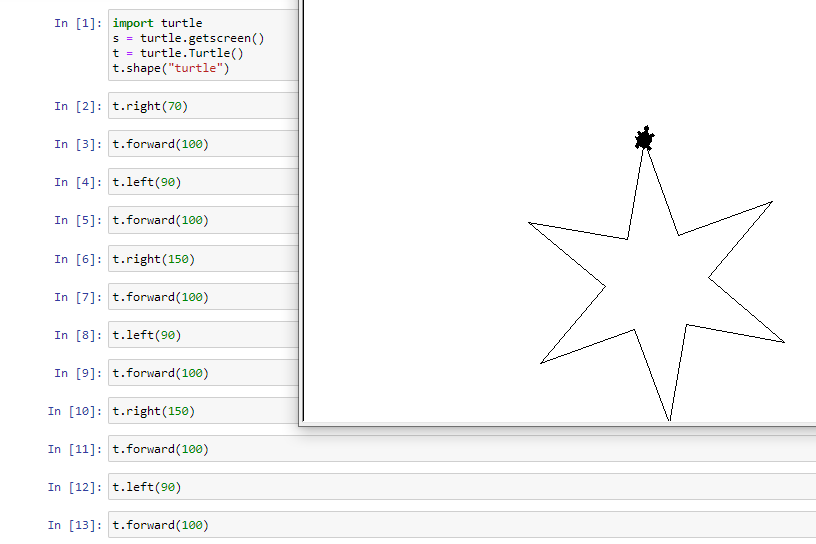 In [1]: import turtle
s = turtle.getscreen()
t = turtle.Turtle()
t.shape("turtle")
In [2]: t.right(70)
In [3]: t.forward(100)
In [4]: t.left(90)
In [5]: t.forward(100)
In [6]: t.right(150)
In [7]: t.forward(100)
In [8]: t.left(90)
In [9]: t.forward(100)
In [10]: t.right(150)
In [11]: t.forward(100)
In [12]: t.left(90)
In [13]: t.forward(100)